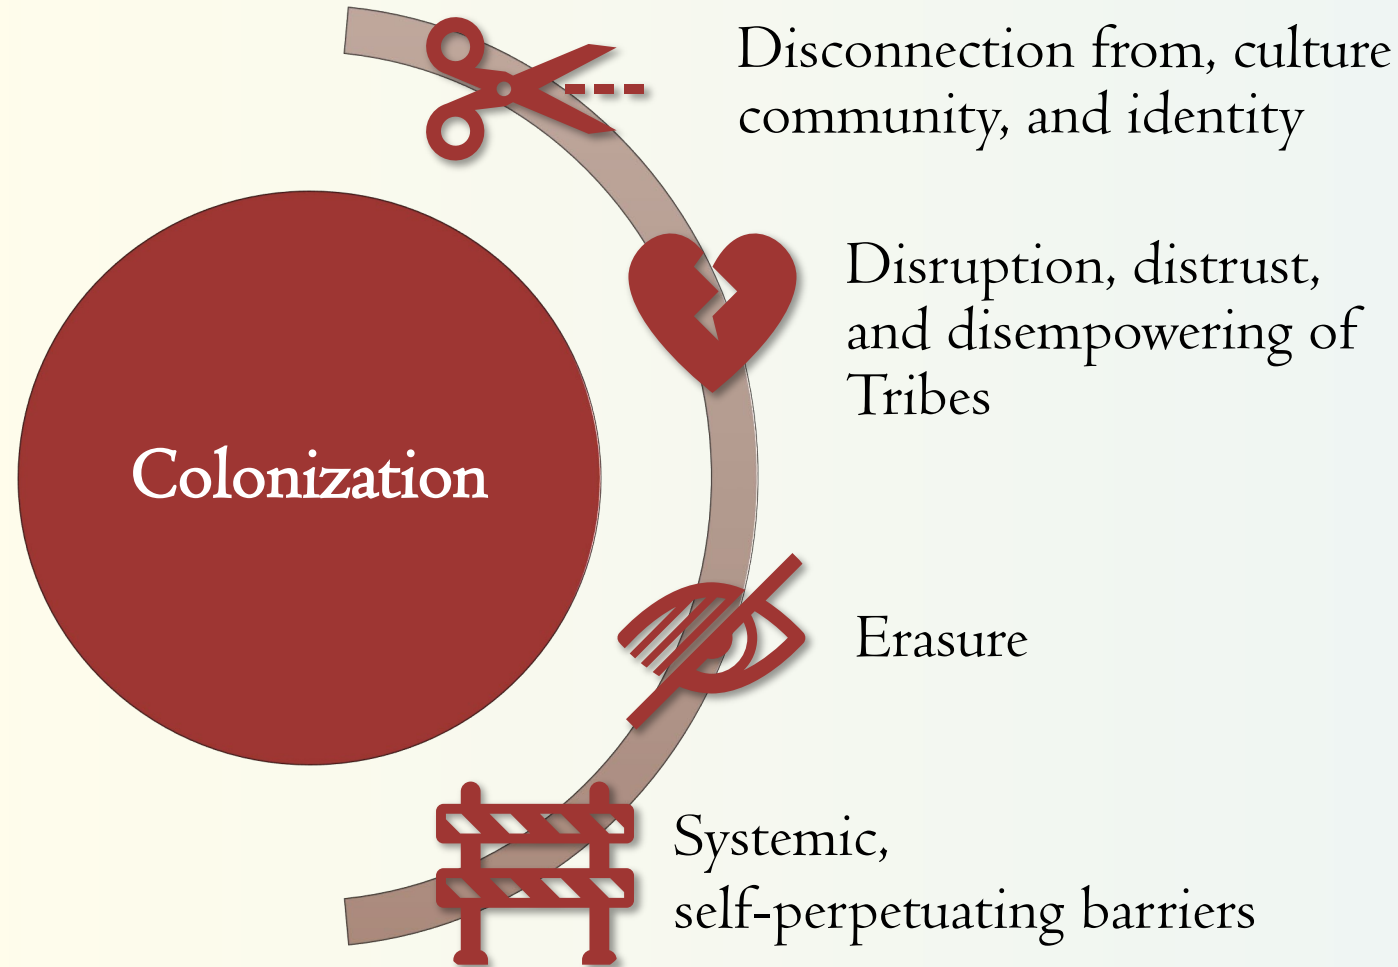 Disconnection from, culture
community, and identity
Disruption, distrust,
and disempowering of
Tribes
Colonization
Erasure
Systemic,
self-perpetuating barriers